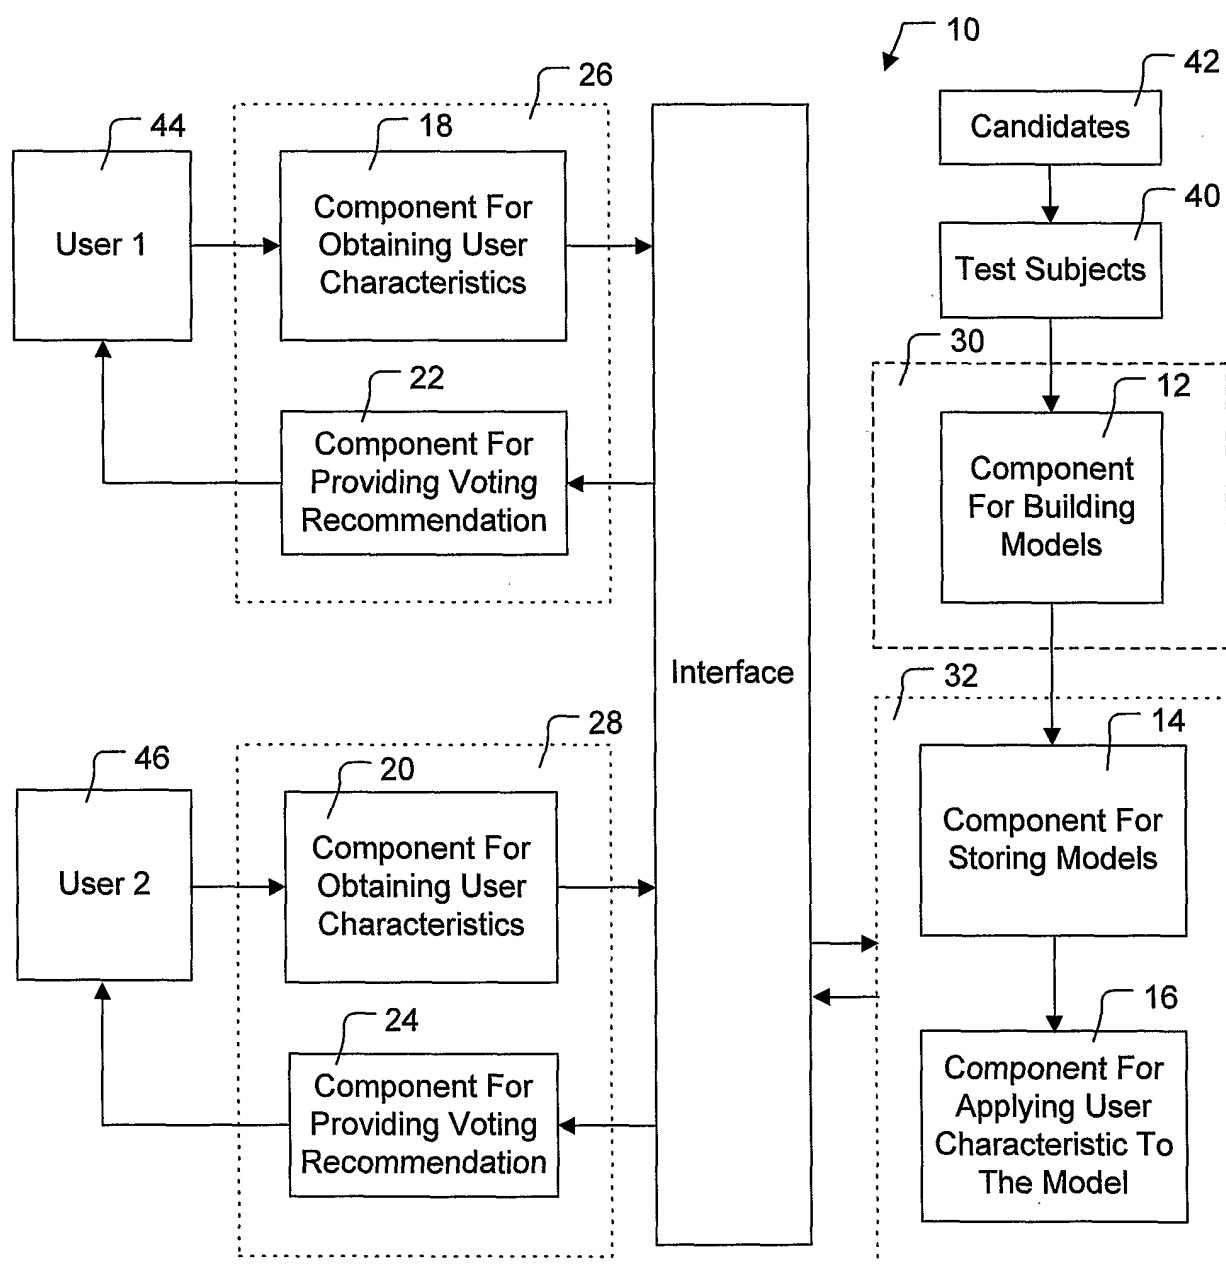 10
26
42
44
18
Candidates
User 1
Component For
Obtaining User
Characteristics
40
Test Subjects
30
22
12
Component For
Providing Voting
Recommendation
Component
For Building
Models
Interface
32
28
14
46
20
User 2
Component For
Obtaining User
Characteristics
Component For
Storing Models
24
16
Component For
Providing Voting
Recommendation
Component For
Applying User
Characteristic To
The Model